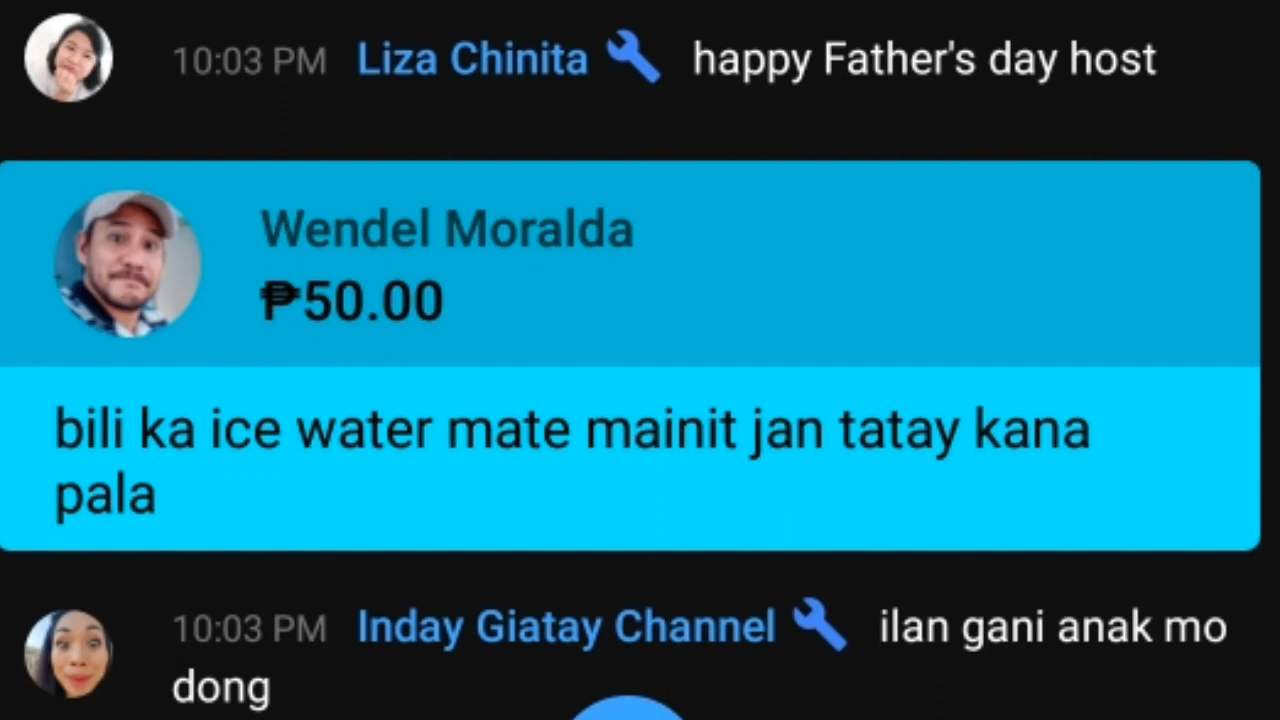 10:03 PM Liza Chinita happy Father's day host
Wendel Moralda
₱50.00
bili ka ice water mate mainit jan tatay kana
pala
10:03 PM Inday Giatay Channel ilan gani anak mo
dong